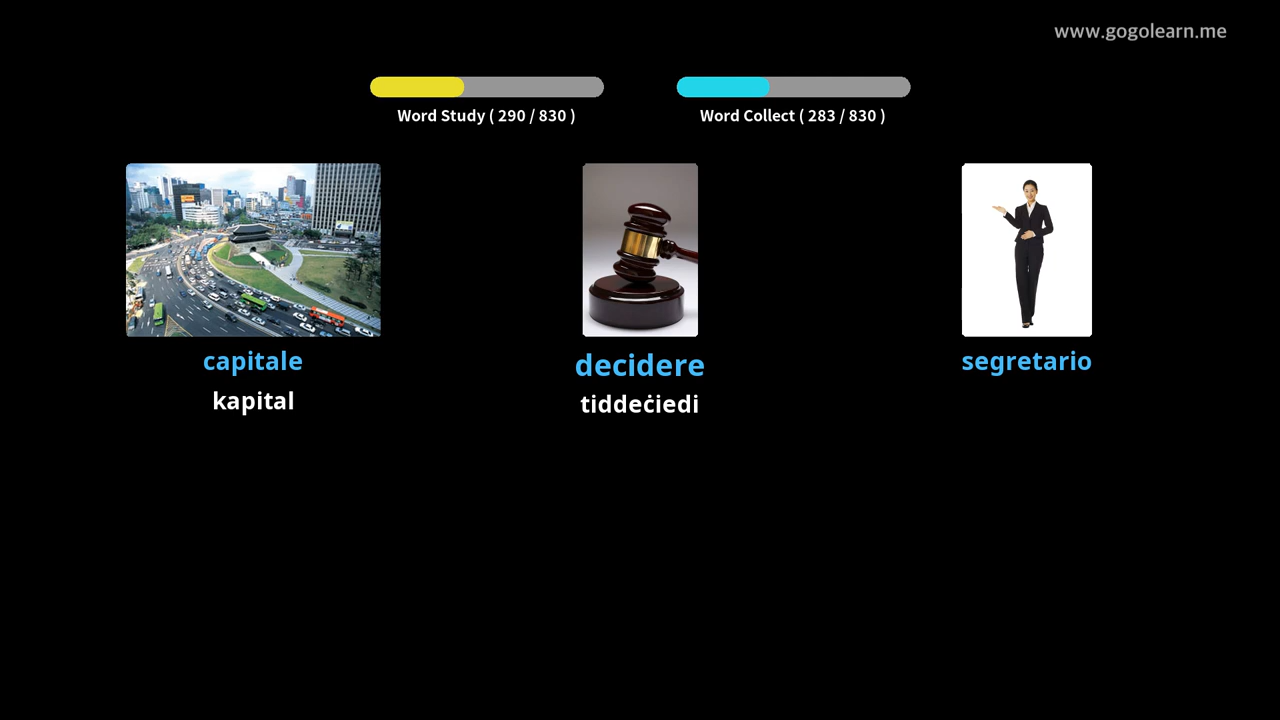 www.gogolearn.me
Word Study ( 290 / 830 )
Word Collect ( 283 / 830 )
capitale
decidere
segretario
kapital
tiddeċiedi